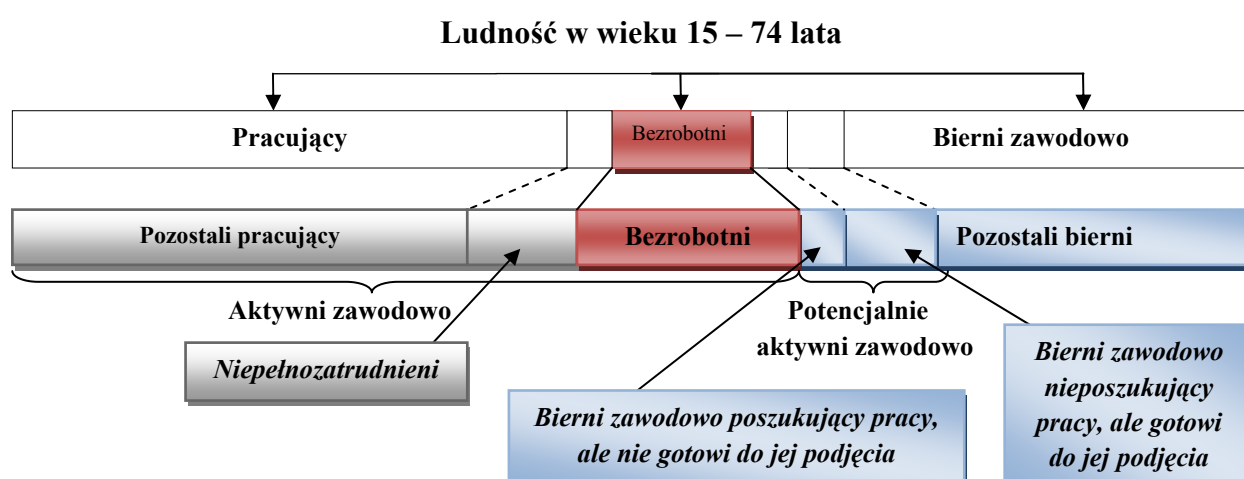 Ludność w wieku 15 – 74 lata
Pracujący
Bezrobotni
Bierni zawodowo
Pozostali pracujący
Bezrobotni
Pozostali bierni
Aktywni zawodowo
Potencjalnie
aktywni zawodowo
Niepełnozatrudnieni
Bierni zawodowo poszukujący pracy,
ale nie gotowi do jej podjęcia
Bierni zawodowo
nieposzukujący
pracy, ale gotowi
do jej podjęcia